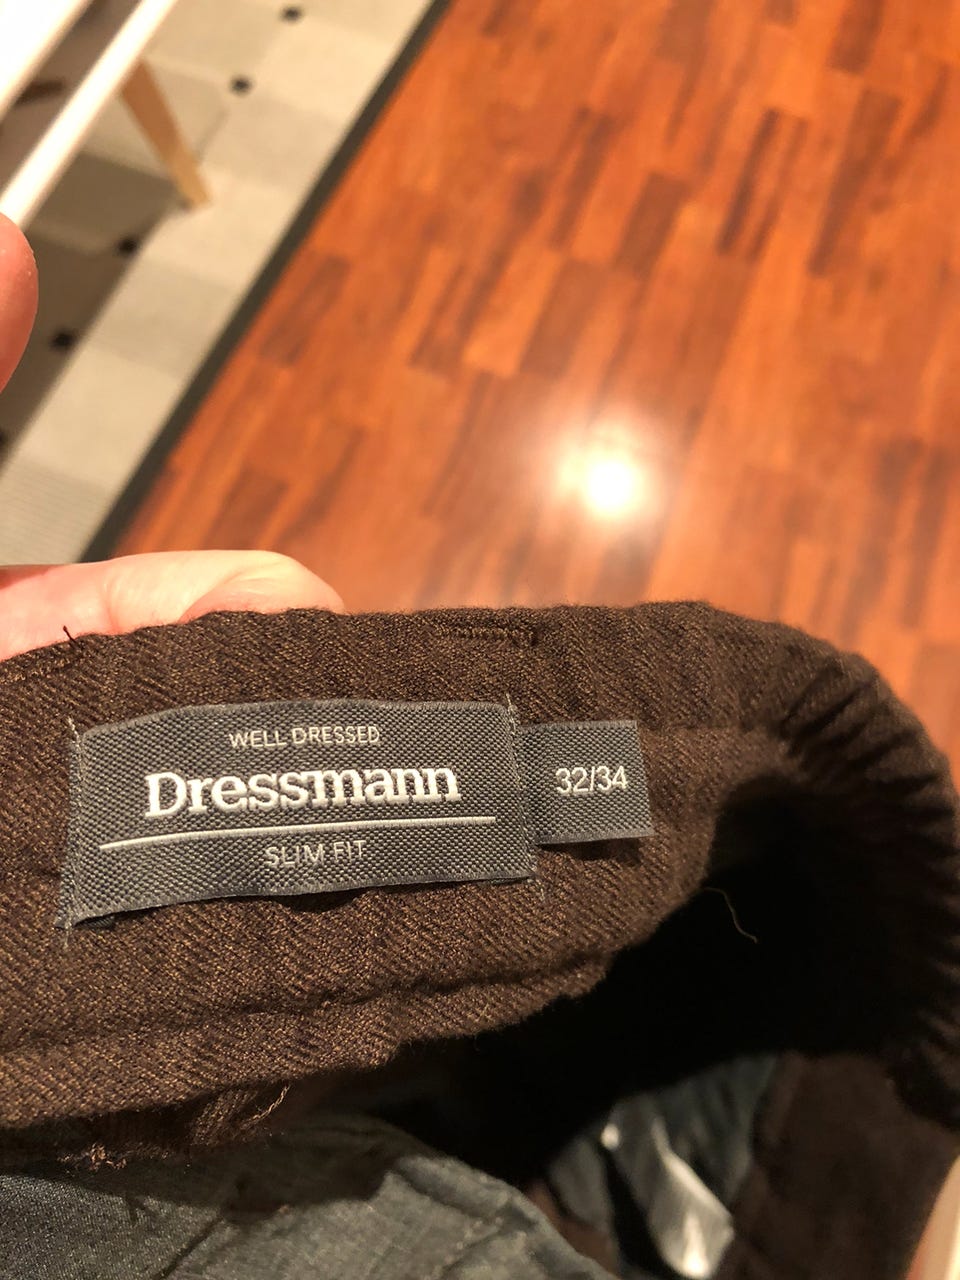 WELL DRESSED
Dressmann
SLIM FIT
32/34